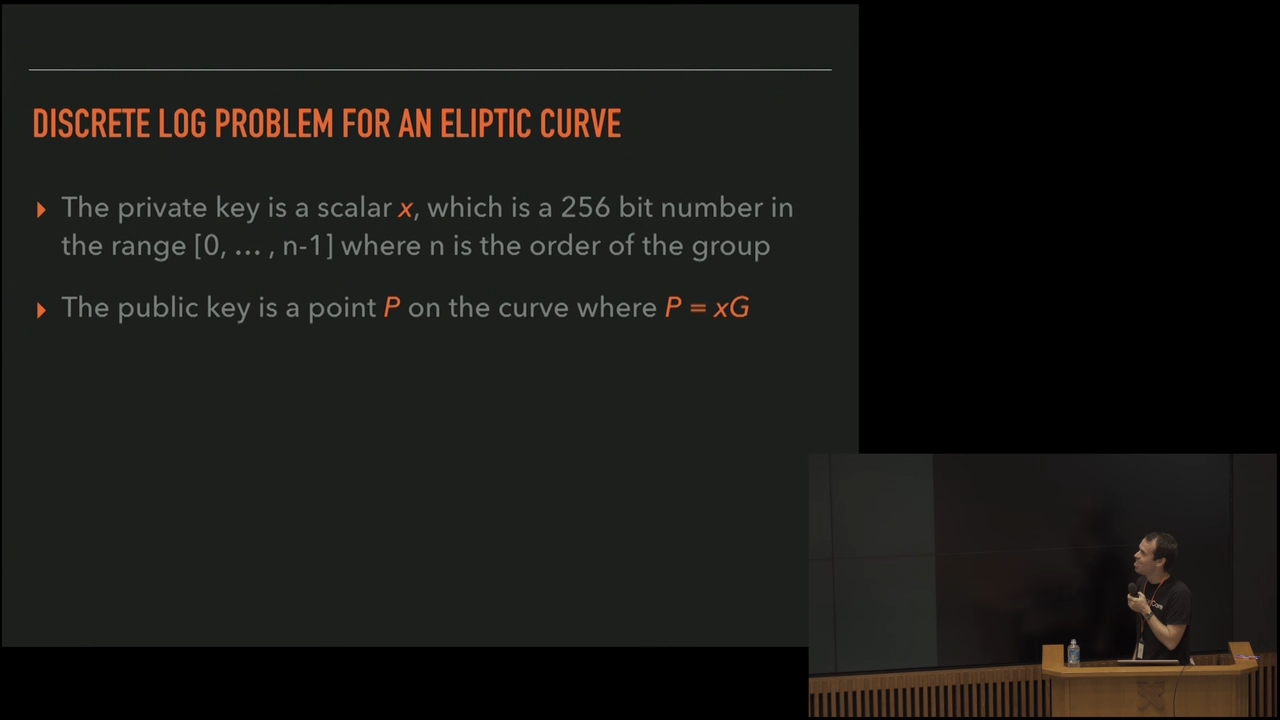 DISCRETE LOG PROBLEM FOR AN ELIPTIC CURVE
The private key is a scalar x, which is a 256 bit number in
the range [0, … , n-1] where n is the order of the group
The public key is a point P on the curve where P = xG